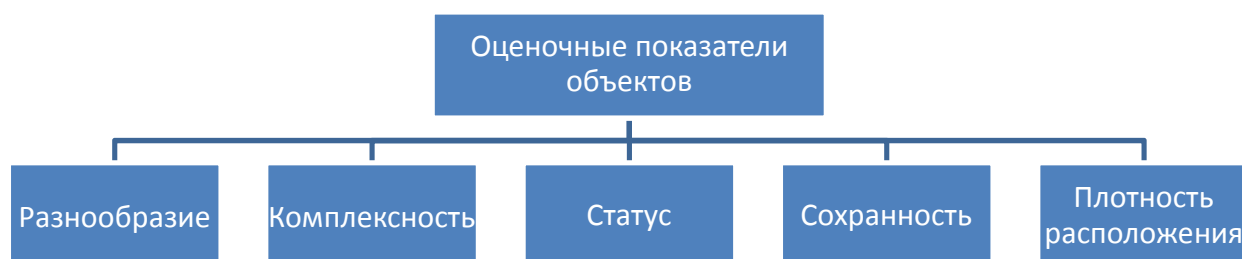 Оценочные показатели
объектов
Разнообразие
Комплексность
Статус
Сохранность
Плотность
расположения